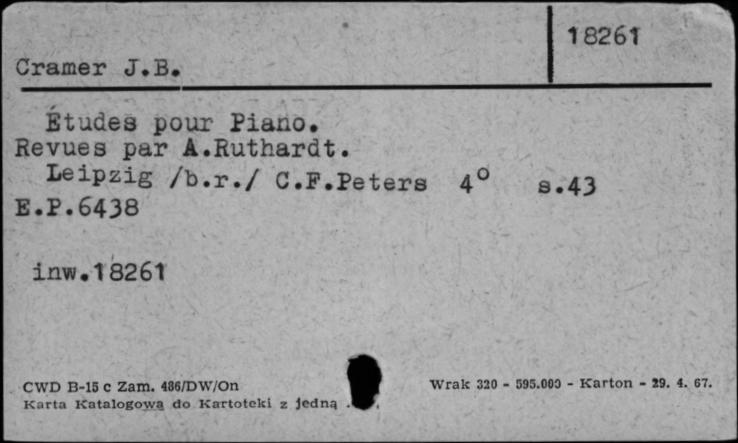 18261
Cramer J.B.
Études pour Piano.
Revues par A.Ruthardt.
Leipzig /b.r./ C.F.Peters 4° s.43
E.P.6438
inw.18261
CWD B-15 c Zam. 486/DW/On
Wrak 320 - 595.000 - Karton - 29. 4. 67.
Karta Katalogowa do Kartoteki z jedną